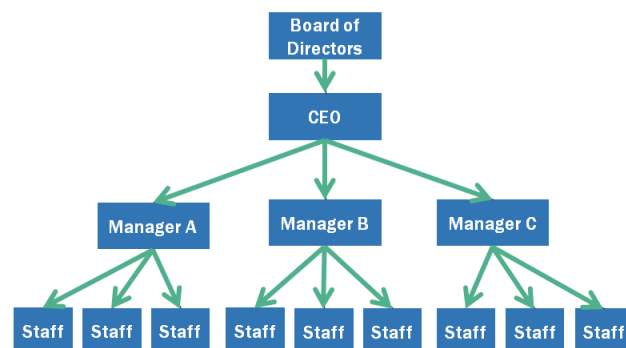 Board of
Directors
CEO
Manager A
Manager B
Manager C
Staff
Staff
Staff
Staff
Staff
Staff
Staff
Staff
Staff